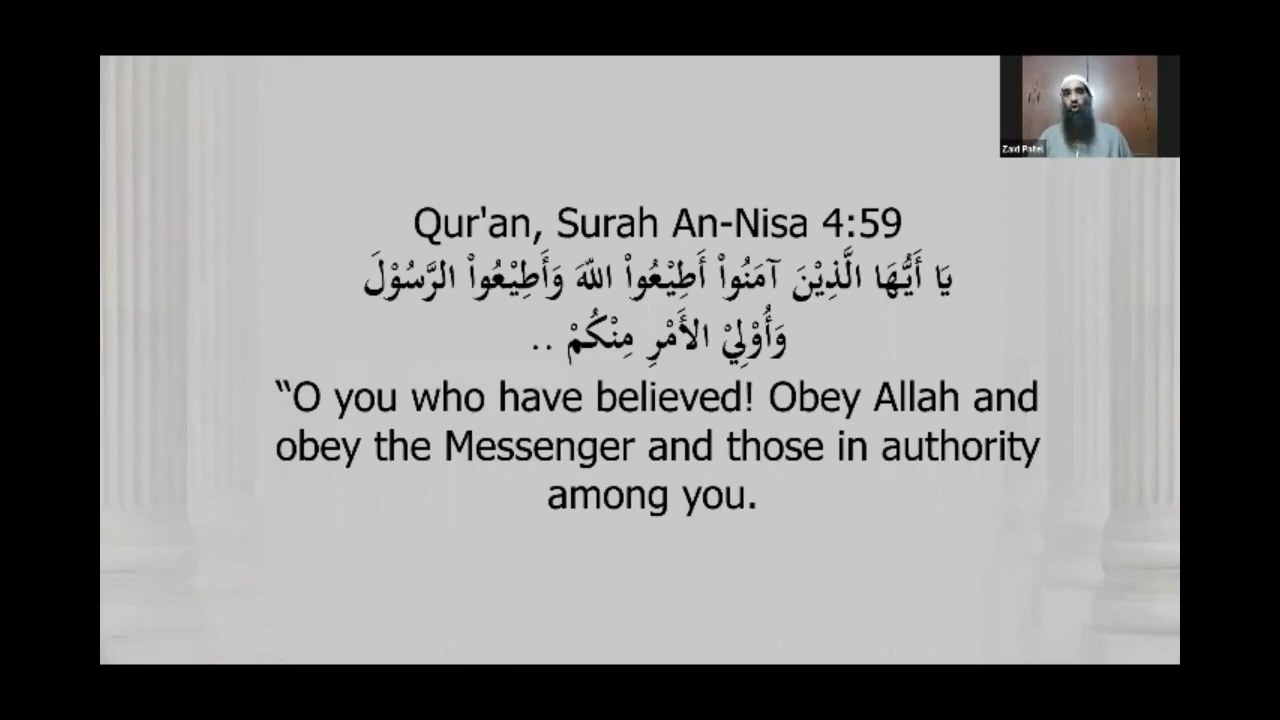 Zaid Patel
Qur'an, Surah An-Nisa 4:59
يَا أَيُّهَا الَّذِيْنَ آمَنُواْ أَطِيْعُواْ اللّهَ وَأَطِيْعُواْ الرَّسُوْلَ
وَأُوْلِيْ الأَمْرِ مِنْكُمْ ..
“O you who have believed! Obey Allah and
obey the Messenger and those in authority
among you.